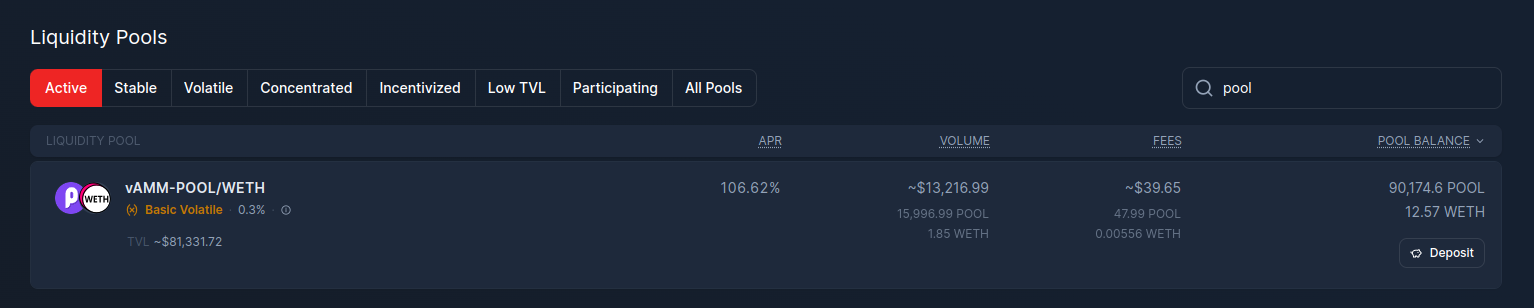 Liquidity Pools
Active Stable Volatile Concentrated Incentivized Low TVL Participating All Pools pool
LIQUIDITY POOL APR VOLUME FEES POOL BALANCE
WETH vAMM-POOL/WETH 106.62% ~$13,216.99 ~$39.65 90,174.6 POOL
Basic Volatile · 0.3% · 15,996.99 POOL 47.99 POOL 12.57 WETH
TVL ~$81,331.72 1.85 WETH 0.00556 WETH
Deposit